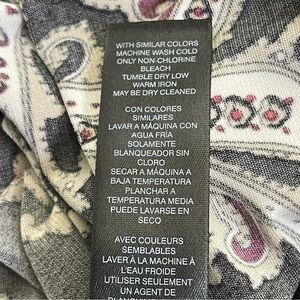 WITH SIMILAR COLORS
MACHINE WASH COLD
ONLY NON-CHLORINE
BLEACH
TUMBLE DRY LOW
WARM IRON
MAY BE DRY CLEANED
CON COLORES
SIMILARES
LAVAR A MÁQUINA CON
AGUA FRÍA
SOLAMENTE
BLANQUEADOR SIN
CLORO
SECAR A MÁQUINA A
BAJA TEMPERATURA
PLANCHAR A
TEMPERATURA MEDIA
PUEDE LAVARSE EN
SECO
AVEC COULEURS
SEMBLABLES
LAVER À LA MACHINE À
L'EAU FROIDE
UTILISER SEULEMENT
UN AGENT DE